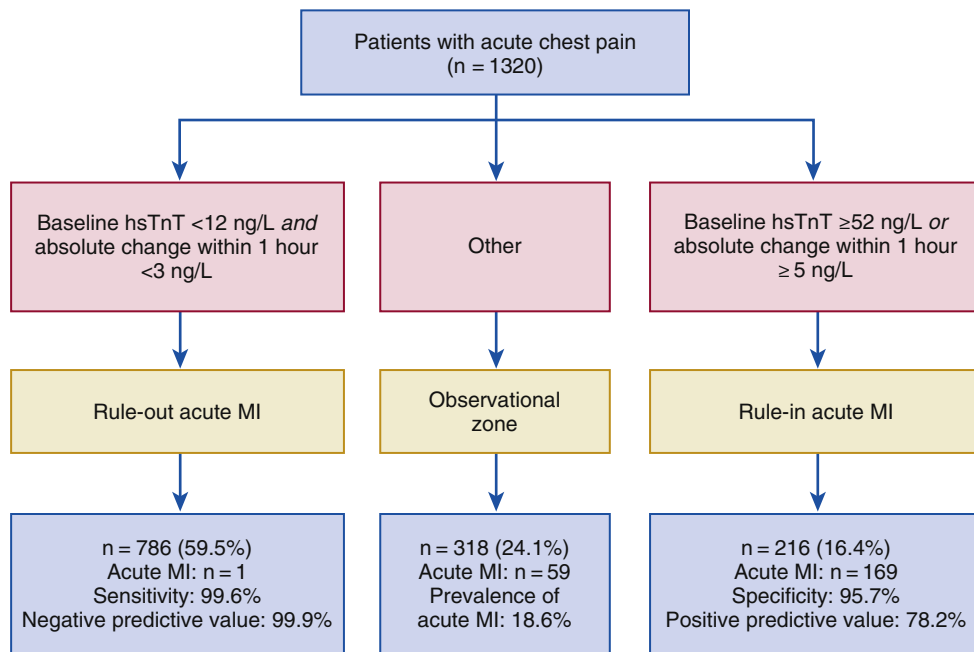 Patients with acute chest pain
(n = 1320)
Baseline hsTnT <12 ng/L and
absolute change within 1 hour
<3 ng/L
Other
Baseline hsTnT ≥52 ng/L or
absolute change within 1 hour
≥ 5 ng/L
Rule-out acute MI
Observational
zone
Rule-in acute MI
n = 786 (59.5%)
Acute MI: n = 1
Sensitivity: 99.6%
Negative predictive value: 99.9%
n = 318 (24.1%)
Acute MI: n = 59
Prevalence of
acute MI: 18.6%
n = 216 (16.4%)
Acute MI: n = 169
Specificity: 95.7%
Positive predictive value: 78.2%